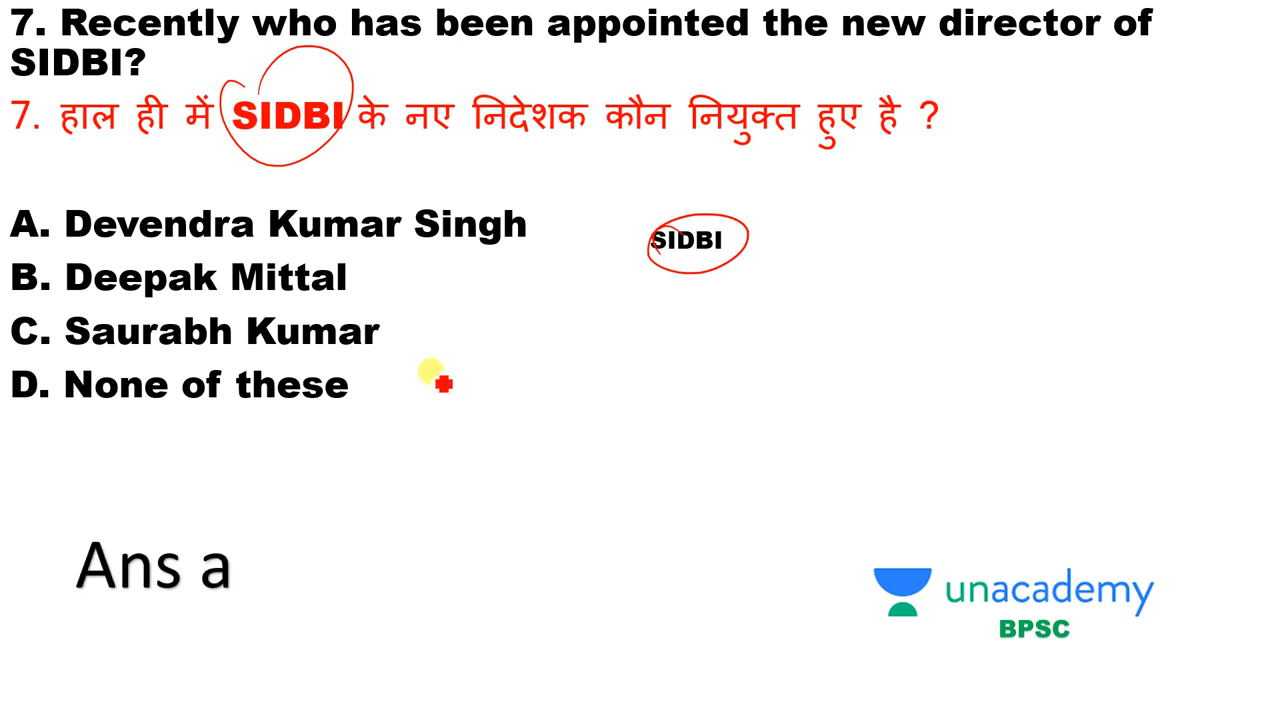 7. Recently who has been appointed the new director of
SIDBI?
7. हाल ही में SIDBI के नए निदेशक कौन नियुक्त हुए है ?
A. Devendra Kumar Singh
SIDBI
B. Deepak Mittal
C. Saurabh Kumar
D. None of these
Ans a
unacademy
BPSC